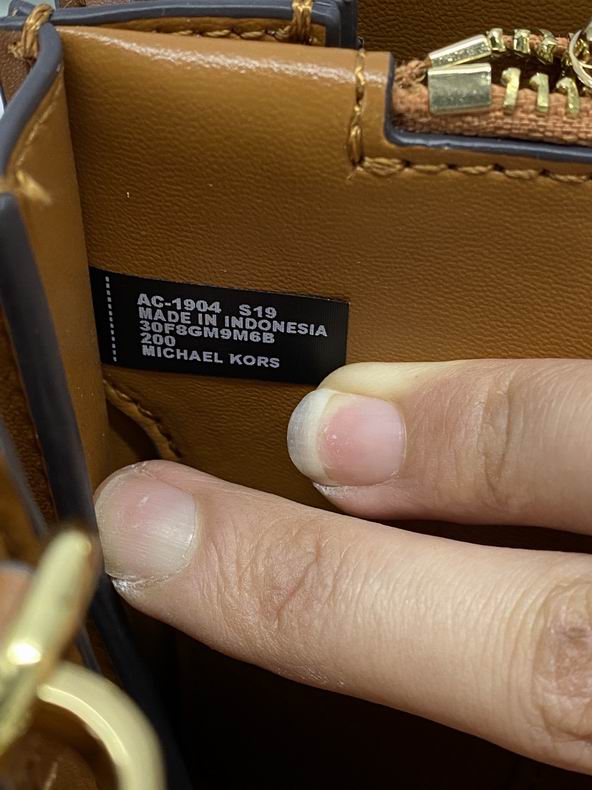 AC-1904 S19
MADE IN INDONESIA
30F8GM9M6B
200
MICHAEL KORS